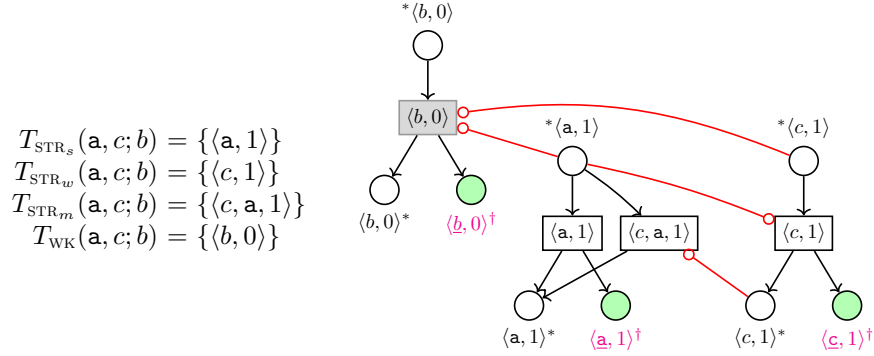 T_{STR_s}(a, c; b) = {⟨a, 1⟩}
T_{STR_w}(a, c; b) = {⟨c, 1⟩}
T_{STR_m}(a, c; b) = {⟨c, a, 1⟩}
T_{WK}(a, c; b) = {⟨b, 0⟩}
*⟨b, 0⟩
⟨b, 0⟩
*⟨a, 1⟩
*⟨c, 1⟩
⟨b, 0⟩*
⟨b, 0⟩†
⟨a, 1⟩
⟨c, a, 1⟩
⟨c, 1⟩
⟨a, 1⟩*
⟨a, 1⟩†
⟨c, 1⟩*
⟨c, 1⟩†